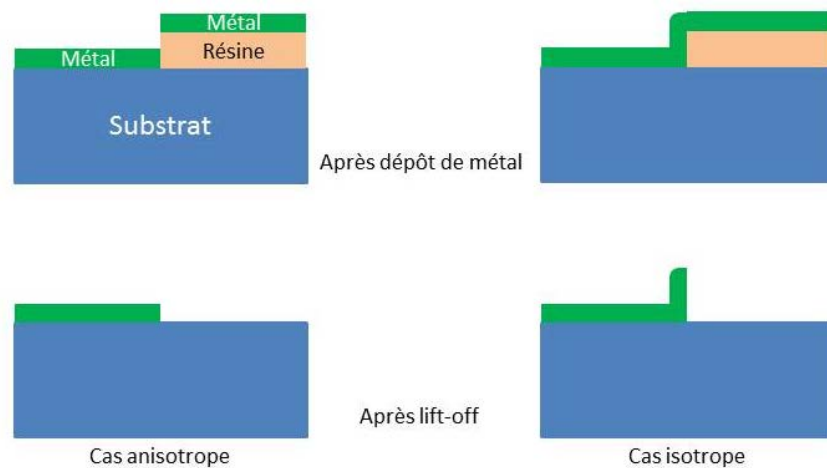 Métal
Métal
Résine
Substrat
Après dépôt de métal
Après lift-off
Cas anisotrope
Cas isotrope